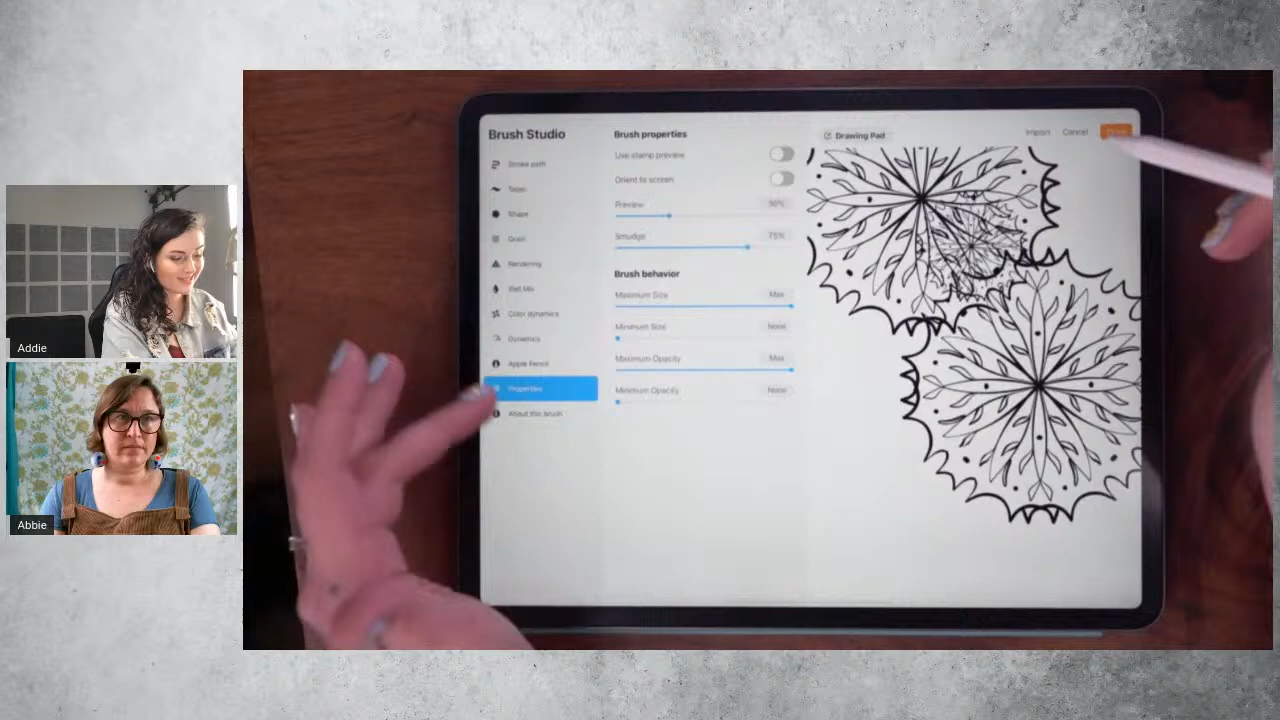 Brush Studio
Stroke path
Taper
Shape
Grain
Rendering
Wet Mix
Color dynamics
Dynamics
Apple Pencil
Properties
About this brush
Brush properties
Use stamp preview
Orient to screen
Preview
Smudge 75%
Brush behavior
Maximum Size Max
Minimum Size None
Maximum Opacity Max
Minimum Opacity None
Drawing Pad
Import Cancel
Addie
Abbie